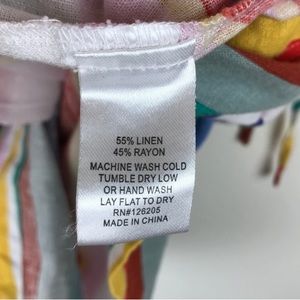 55% LINEN
45% RAYON
MACHINE WASH COLD
TUMBLE DRY LOW
OR HAND WASH
LAY FLAT TO DRY
RN#126205
MADE IN CHINA